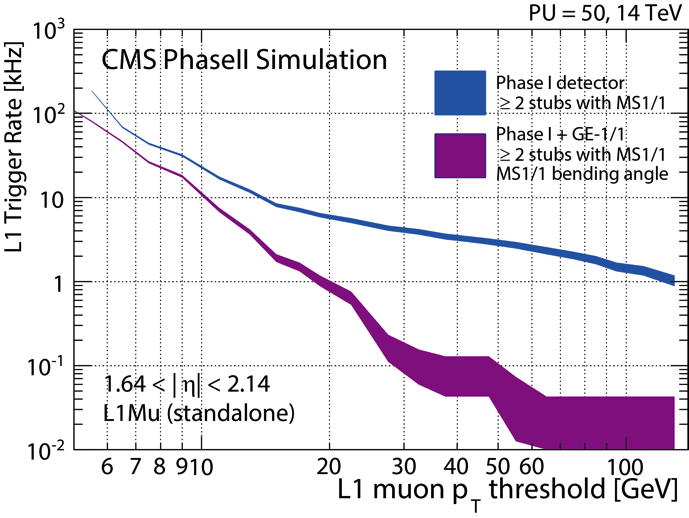 PU = 50, 14 TeV
CMS PhaseII Simulation
L1 Trigger Rate [kHz]
10³
10²
10
1
10⁻¹
10⁻²
Phase I detector
≥ 2 stubs with MS1/1
Phase I + GE-1/1
≥ 2 stubs with MS1/1
MS1/1 bending angle
1.64 < | η| < 2.14
L1Mu (standalone)
6 7 8 910 20 30 40 50 60 100
L1 muon p_T threshold [GeV]